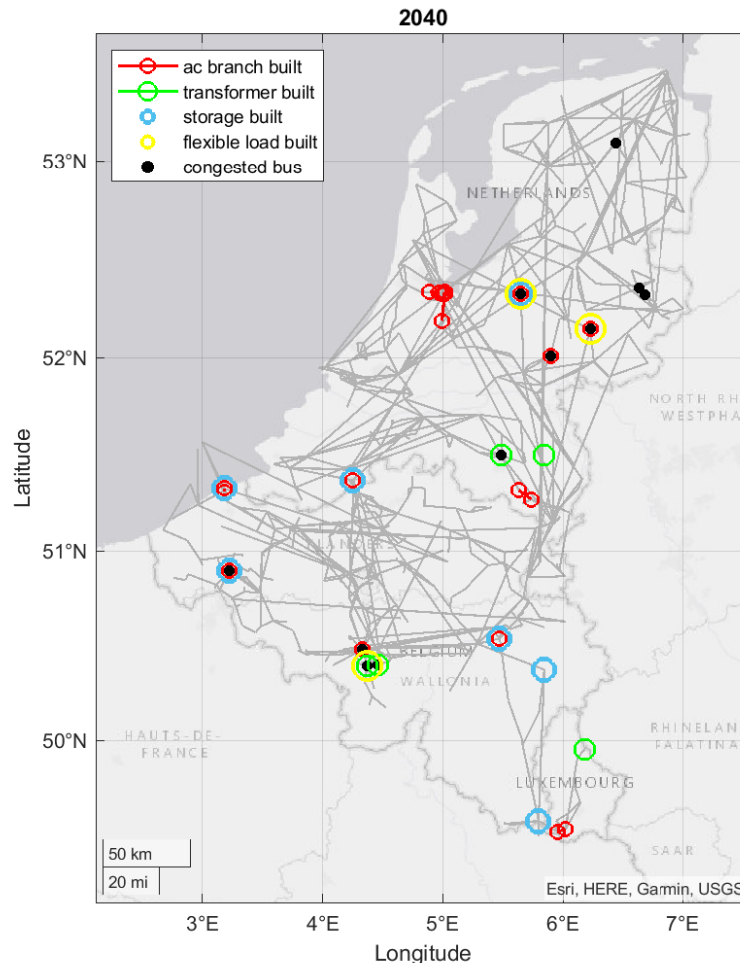 2040
ac branch built
transformer built
storage built
flexible load built
congested bus
53°N
52°N
51°N
50°N
Latitude
NETHERLANDS
NORTH RH
WESTPHA
BELGIUM
WALLONIA
HAUTS-DE-
FRANCE
RHINELAN
PALATINA
LUXEMBOURG
SAAR
50 km
20 mi
Esri, HERE, Garmin, USGS
3°E
4°E
5°E
6°E
7°E
Longitude